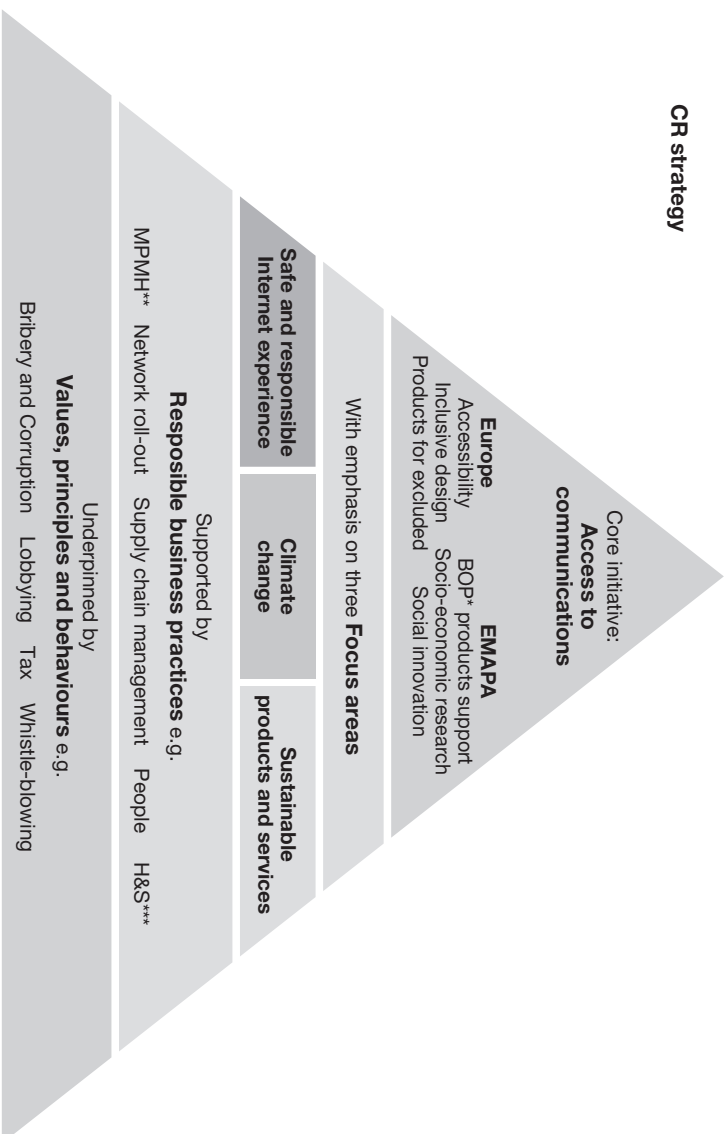 CR strategy
Core initiative:
Access to
communications
Europe
Accessibility
Inclusive design
Products for excluded
EMAPA
BOP* products support
Socio-economic research
Social innovation
With emphasis on three Focus areas
Safe and responsible
Internet experience
Climate
change
Sustainable
products and services
Supported by
Resposible business practices e.g.
MPMH** Network roll-out Supply chain management People H&S***
Underpinned by
Values, principles and behaviours e.g.
Bribery and Corruption Lobbying Tax Whistle-blowing